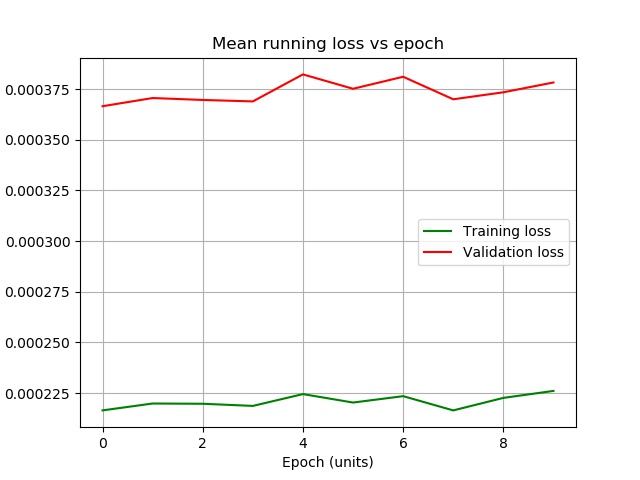 Mean running loss vs epoch
0.000375
0.000350
0.000325
0.000300
0.000275
0.000250
0.000225
Training loss
Validation loss
0 2 4 6 8
Epoch (units)